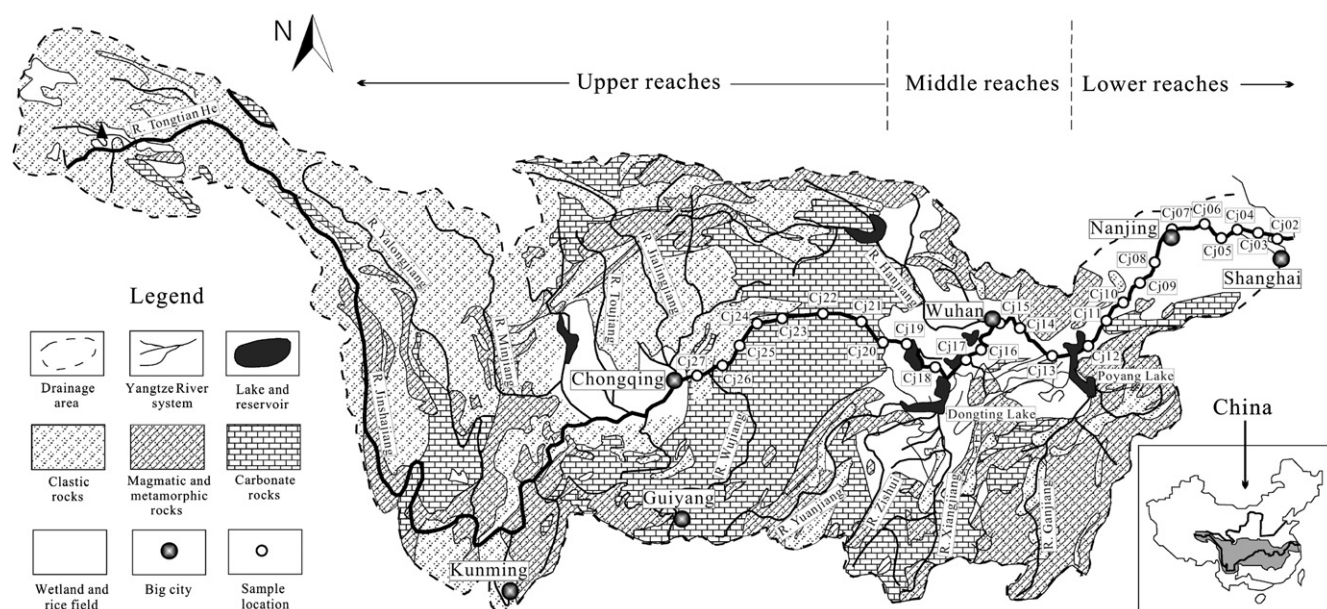 N
Upper reaches
Middle reaches
Lower reaches
R. Tongtian He
R. Yalongjiang
R. Jinshajiang
R. Minjiang
R. Toujiang
R. Jialingjiang
R. Hanjiang
R. Wujiang
R. Yuanjiang
R. Zishui
R. Xiangjiang
R. Ganjiang
Chongqing
Guiyang
Kunming
Wuhan
Nanjing
Shanghai
Dongting Lake
Poyang Lake
Cj02
Cj03
Cj04
Cj05
Cj06
Cj07
Cj08
Cj09
Cj10
Cj11
Cj12
Cj13
Cj14
Cj15
Cj16
Cj17
Cj18
Cj19
Cj20
Cj21
Cj22
Cj23
Cj24
Cj25
Cj26
Cj27
Legend
Drainage
area
Yangtze River
system
Lake and
reservoir
Clastic
rocks
Magmatic and
metamorphic
rocks
Carbonate
rocks
Wetland and
rice field
Big city
Sample
location
China